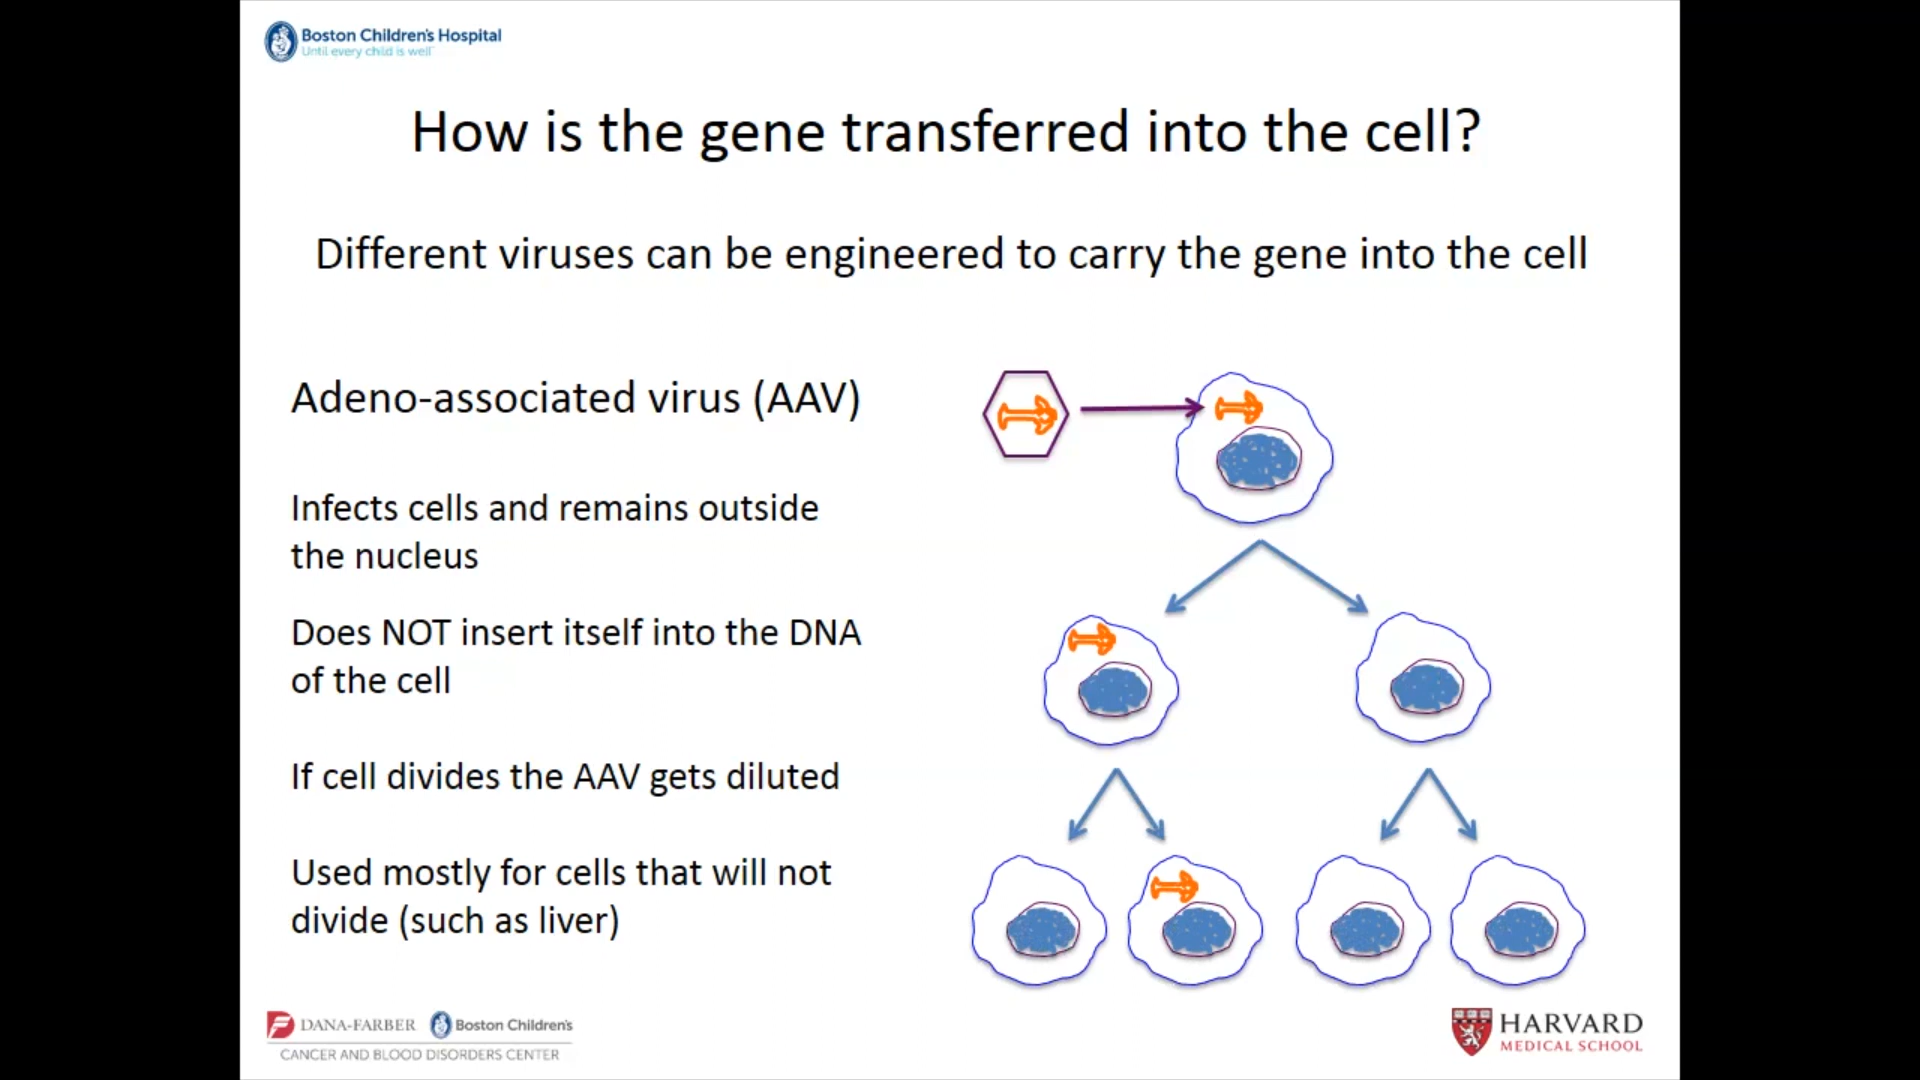 Boston Children's Hospital
Until every child is well
How is the gene transferred into the cell?
Different viruses can be engineered to carry the gene into the cell
Adeno-associated virus (AAV)
Infects cells and remains outside
the nucleus
Does NOT insert itself into the DNA
of the cell
If cell divides the AAV gets diluted
Used mostly for cells that will not
divide (such as liver)
DANA-FARBER Boston Children's
CANCER AND BLOOD DISORDERS CENTER
HARVARD
MEDICAL SCHOOL